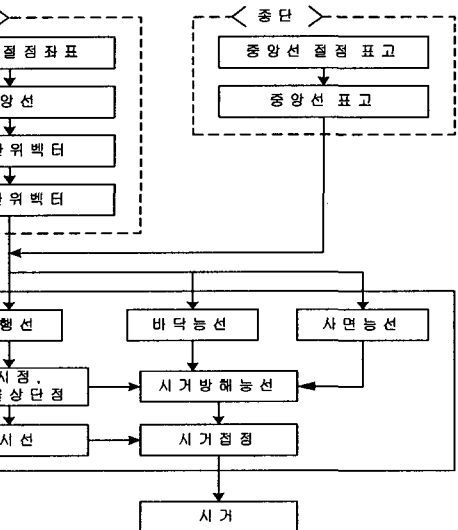 중 단
절 점 좌 표
중 앙 선 절 점 표 고
앙 선
중 앙 선 표 고
위 벡 터
위 벡 터
행 선
바 닥 능 선
사 면 능 선
시 점 ,
상 단 점
시 거 방 해 능 선
시 선
시 거 접 점
시 거